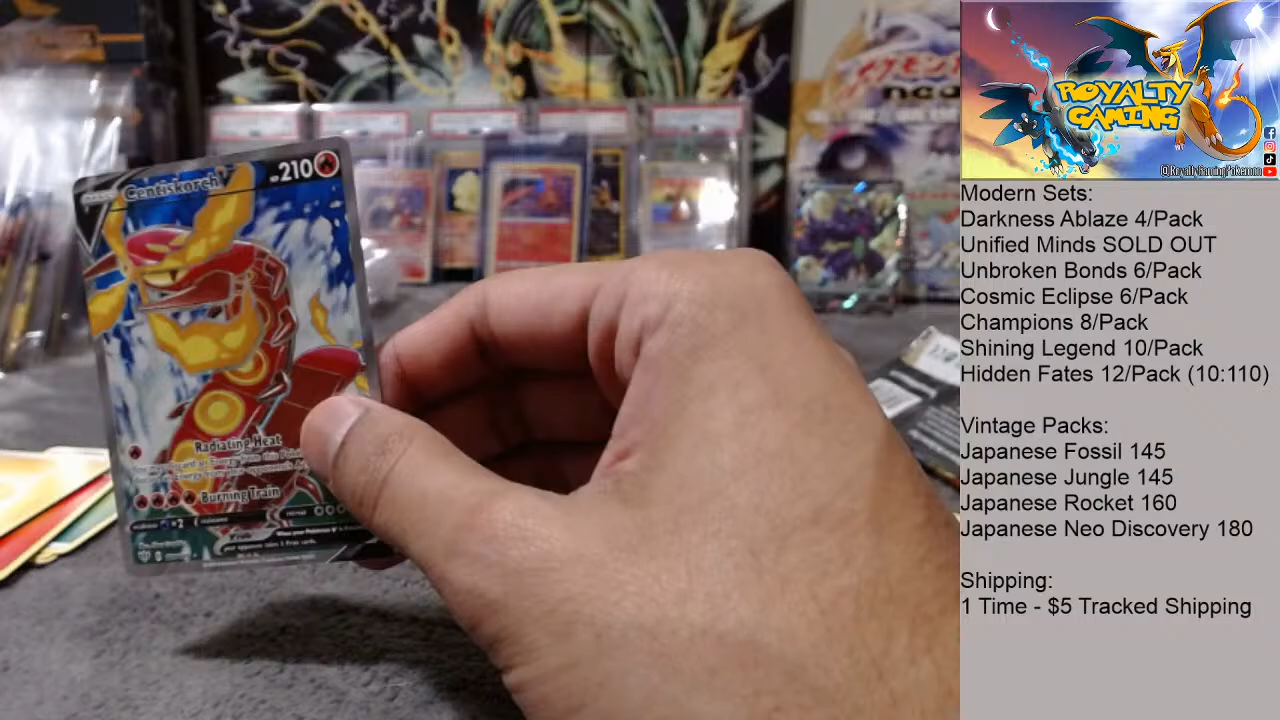 Centiskorch
210
Radiating Heat
Burning Train
ROYALTY
GAMING
@RoyaltyGamingPokemon
Modern Sets:
Darkness Ablaze 4/Pack
Unified Minds SOLD OUT
Unbroken Bonds 6/Pack
Cosmic Eclipse 6/Pack
Champions 8/Pack
Shining Legend 10/Pack
Hidden Fates 12/Pack (10:110)
Vintage Packs:
Japanese Fossil 145
Japanese Jungle 145
Japanese Rocket 160
Japanese Neo Discovery 180
Shipping:
1 Time - $5 Tracked Shipping